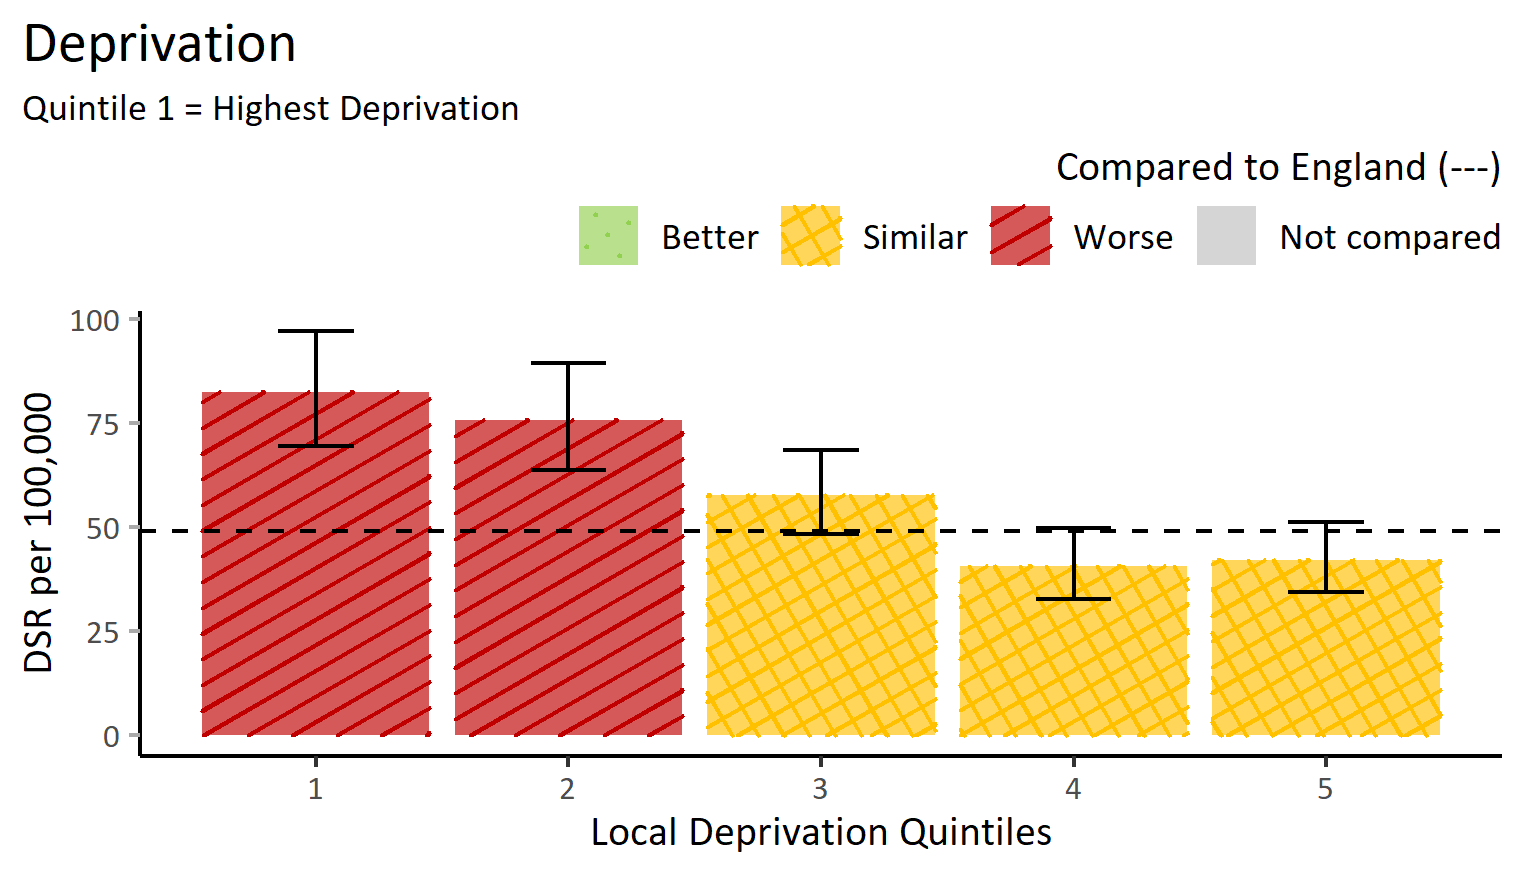 Deprivation
Quintile 1 = Highest Deprivation
Compared to England (---)
Better Similar Worse Not compared
100
75
50
25
0
DSR per 100,000
1 2 3 4 5
Local Deprivation Quintiles